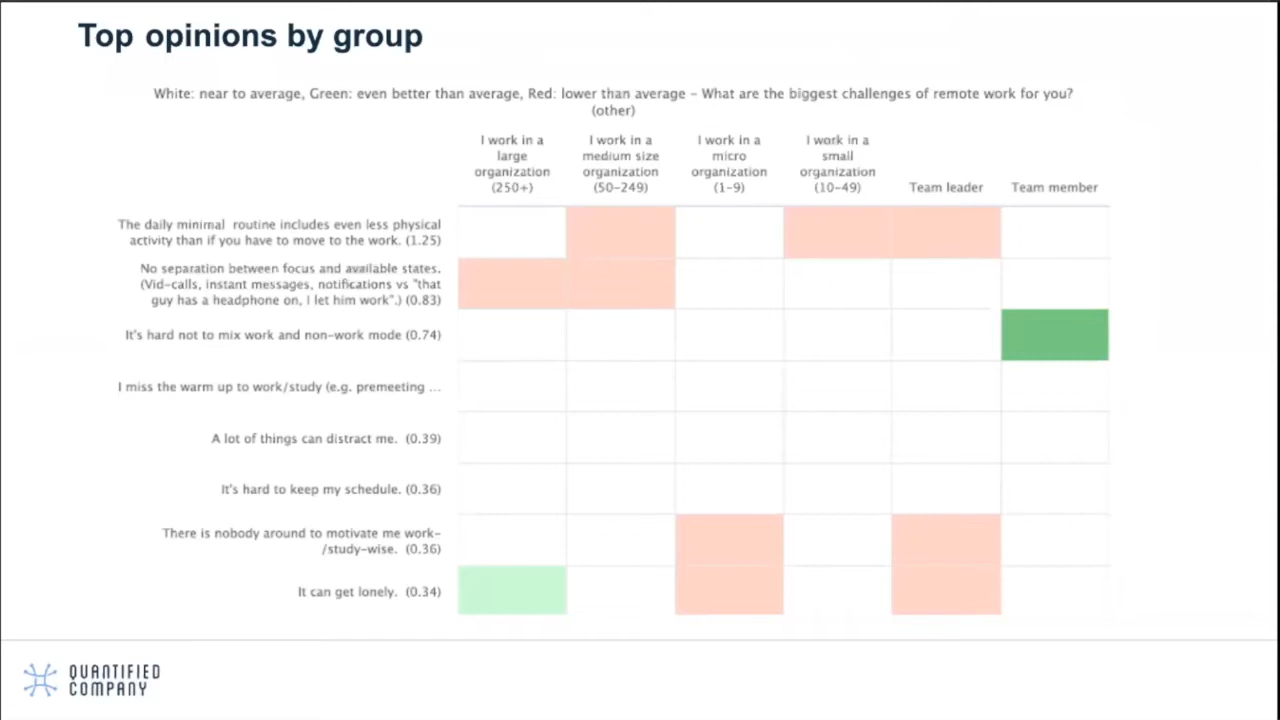 Top opinions by group
White: near to average, Green: even better than average, Red: lower than average – What are the biggest challenges of remote work for you?
(other)
I work in a
large
organization
(250+)
I work in a
medium size
organization
(50–249)
I work in a
micro
organization
(1–9)
I work in a
small
organization
(10–49)
Team leader
Team member
The daily minimal routine includes even less physical
activity than if you have to move to the work. (1.25)
No separation between focus and available states.
(Vid-calls, instant messages, notifications vs "that
guy has a headphone on, I let him work".) (0.83)
It's hard not to mix work and non-work mode (0.74)
I miss the warm up to work/study (e.g. premeeting ...
A lot of things can distract me. (0.39)
It's hard to keep my schedule. (0.36)
There is nobody around to motivate me work-
/study-wise. (0.36)
It can get lonely. (0.34)
QUANTIFIED
COMPANY